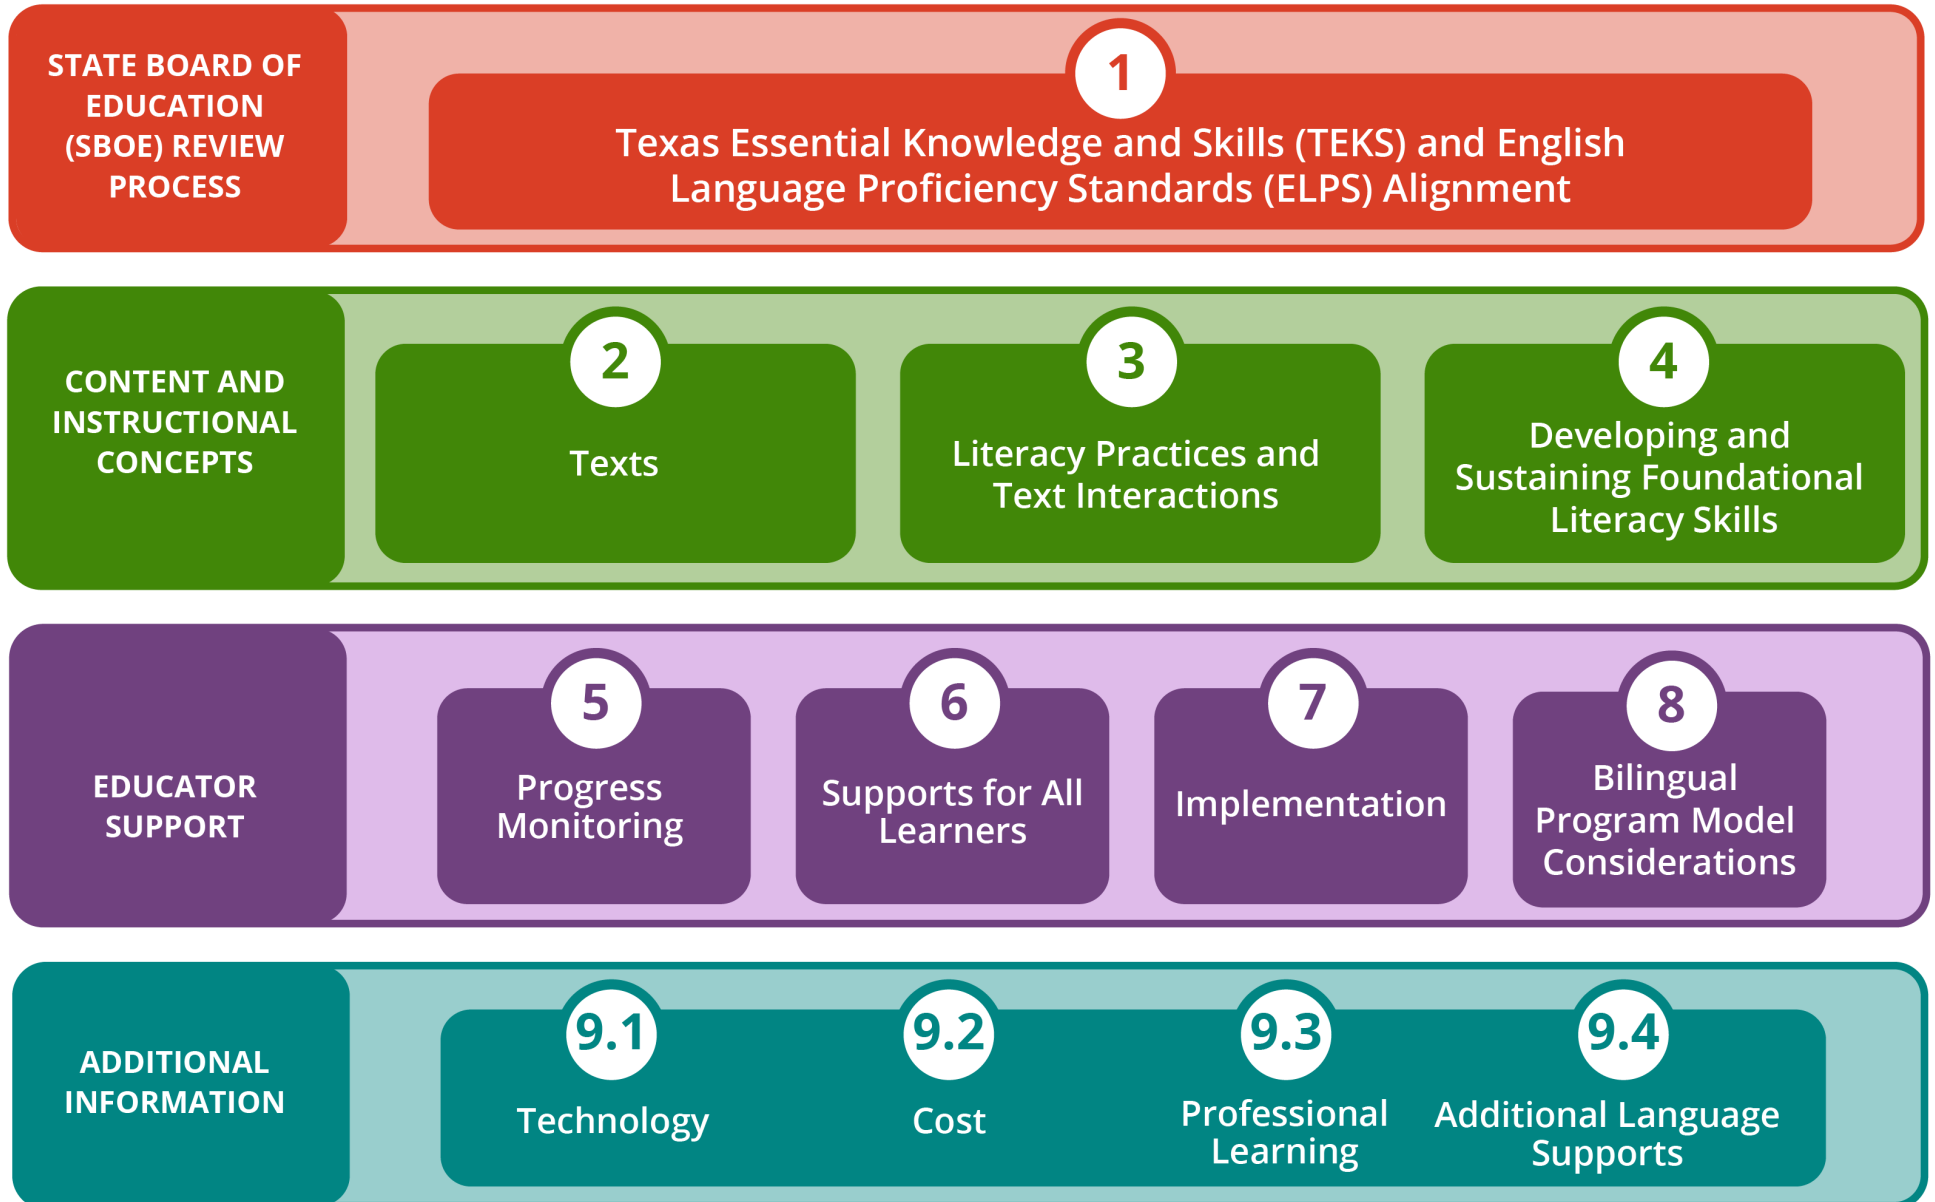 STATE BOARD OF
EDUCATION
(SBOE) REVIEW
PROCESS
1
Texas Essential Knowledge and Skills (TEKS) and English
Language Proficiency Standards (ELPS) Alignment
CONTENT AND
INSTRUCTIONAL
CONCEPTS
2
Texts
3
Literacy Practices and
Text Interactions
4
Developing and
Sustaining Foundational
Literacy Skills
EDUCATOR
SUPPORT
5
Progress
Monitoring
6
Supports for All
Learners
7
Implementation
8
Bilingual
Program Model
Considerations
ADDITIONAL
INFORMATION
9.1
Technology
9.2
Cost
9.3
Professional
Learning
9.4
Additional Language
Supports